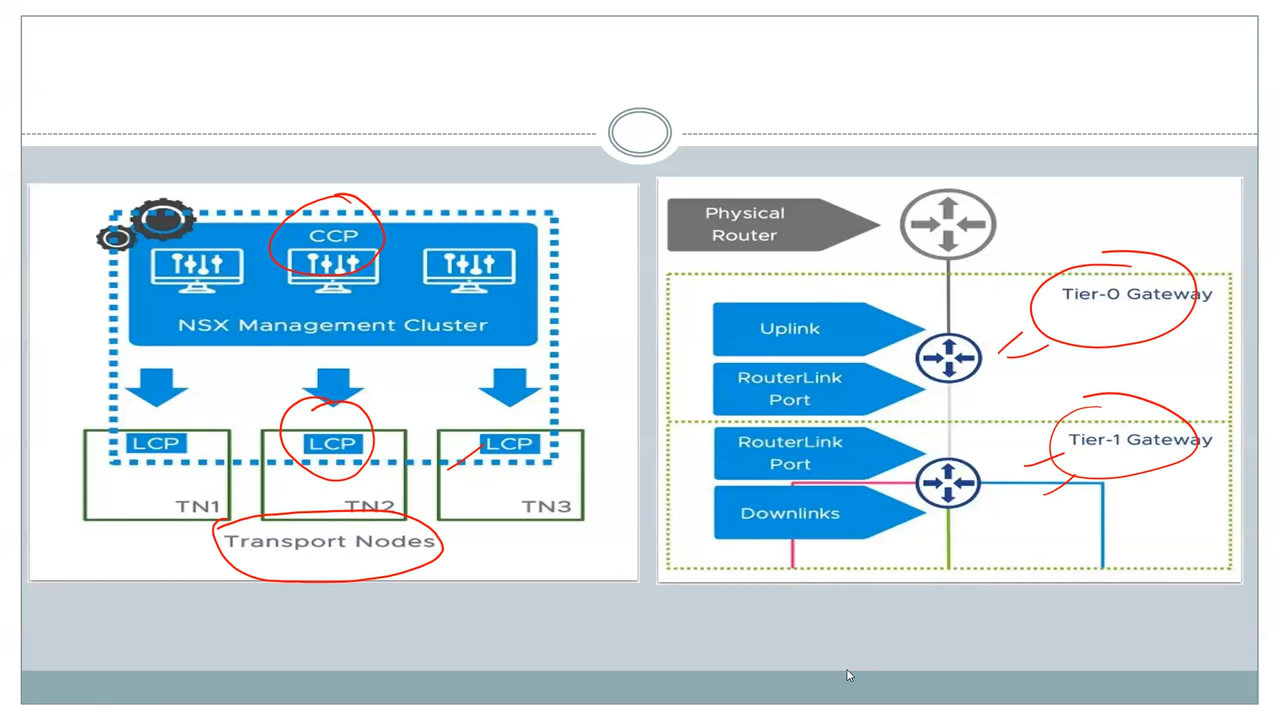 CCP
NSX Management Cluster
LCP
LCP
LCP
TN1
TN2
TN3
Transport Nodes
Physical
Router
Tier-0 Gateway
Uplink
RouterLink
Port
Tier-1 Gateway
RouterLink
Port
Downlinks